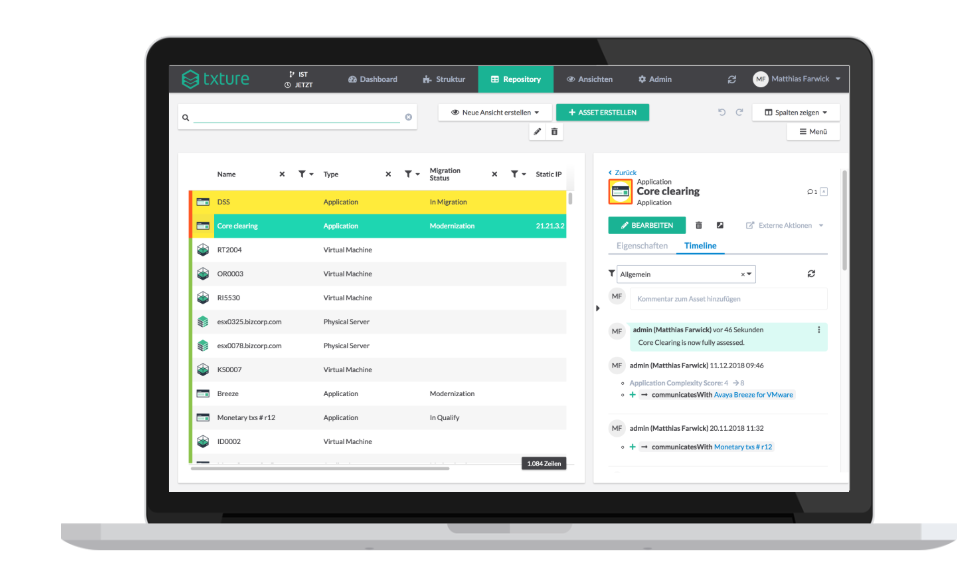 txture
IST
JETZT
Dashboard
Struktur
Repository
Ansichten
Admin
MF
Matthias Farwick
Neue Ansicht erstellen
+ ASSET ERSTELLEN
Spalten zeigen
Menü
Name
Type
Migration
Status
Static IP
DSS Application In Migration
Core clearing Application Modernization 21.21.3.2
RT2004 Virtual Machine
OR0003 Virtual Machine
RIS530 Virtual Machine
esx0325.bizcorp.com Physical Server
esx0078.bizcorp.com Physical Server
KS0007 Virtual Machine
Breeze Application Modernization
Monetary txs # r12 Application In Qualify
ID0002 Virtual Machine
1.084 Zeilen
Zurück
Application
Core clearing
Application
1
BEARBEITEN
Externe Aktionen
Eigenschaften
Timeline
Allgemein
MF
Kommentar zum Asset hinzufügen
MF
admin (Matthias Farwick) vor 46 Sekunden
Core Clearing is now fully assessed.
MF
admin (Matthias Farwick) 11.12.2018 09:46
Application Complexity Score: 4 → 8
+ → communicatesWith Avaya Breeze for VMware
MF
admin (Matthias Farwick) 20.11.2018 11:32
+ → communicatesWith Monetary txs # r12